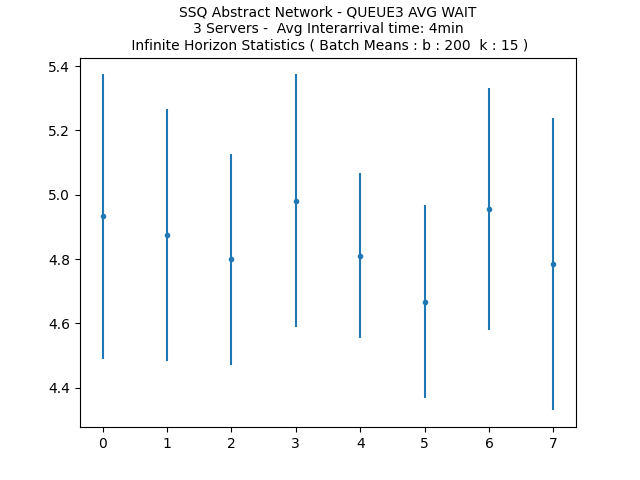 SSQ Abstract Network - QUEUE3 AVG WAIT
3 Servers -  Avg Interarrival time: 4min
Infinite Horizon Statistics ( Batch Means : b : 200  k : 15 )
5.4
5.2
5.0
4.8
4.6
4.4
0 1 2 3 4 5 6 7